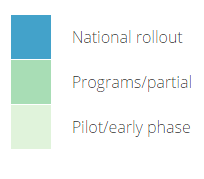 National rollout
Programs/partial
Pilot/early phase